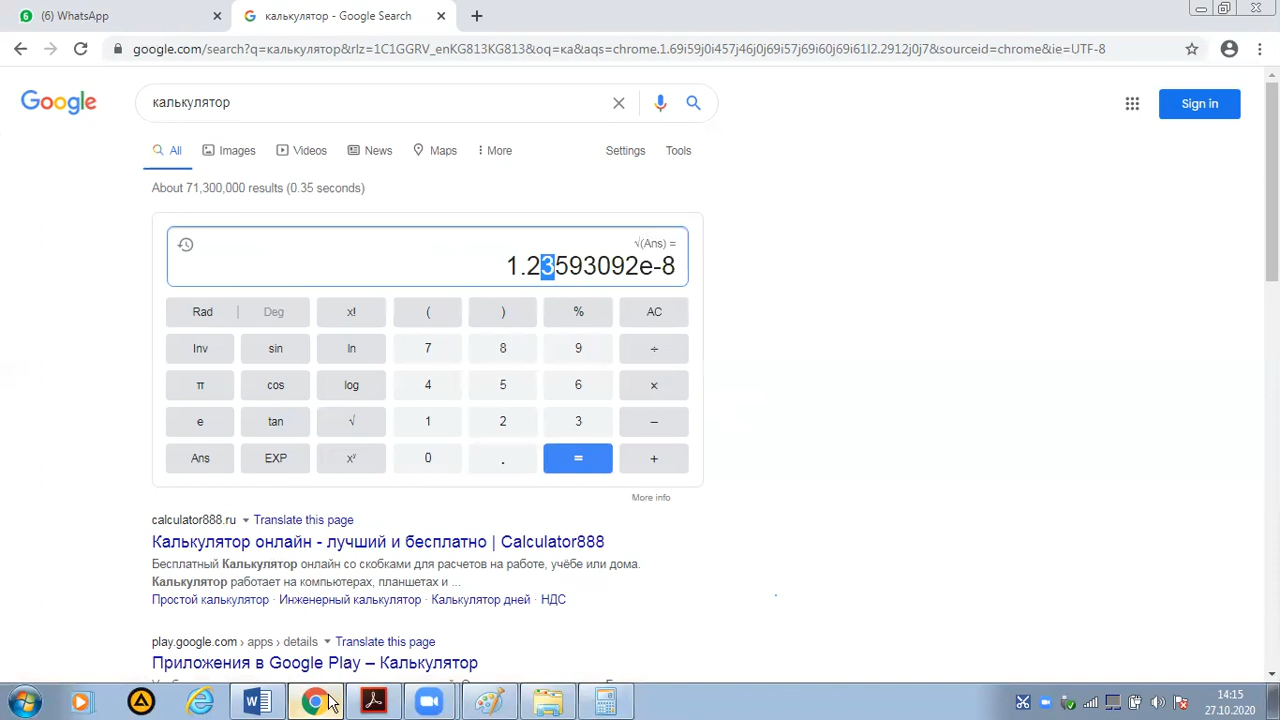 (6) WhatsApp
калькулятор - Google Search
google.com/search?q=калькулятор&rlz=1C1GGRV_enKG813KG813&oq=ка&aqs=chrome.1.69i59j0i457j46j0j69i57j69i60j69i61l2.2912j0j7&sourceid=chrome&ie=UTF-8
Google
калькулятор
Sign in
All Images Videos News Maps More Settings Tools
About 71,300,000 results (0.35 seconds)
√(Ans) =
1.23593092e-8
Rad Deg x! ( ) % AC
Inv sin ln 7 8 9 ÷
π cos log 4 5 6 ×
e tan √ 1 2 3 −
Ans EXP xʸ 0 . = +
More info
calculator888.ru Translate this page
Калькулятор онлайн - лучший и бесплатно | Calculator888
Бесплатный Калькулятор онлайн со скобками для расчетов на работе, учёбе или дома.
Калькулятор работает на компьютерах, планшетах и ...
Простой калькулятор · Инженерный калькулятор · Калькулятор дней · НДС
play.google.com › apps › details Translate this page
Приложения в Google Play – Калькулятор
14:15
27.10.2020